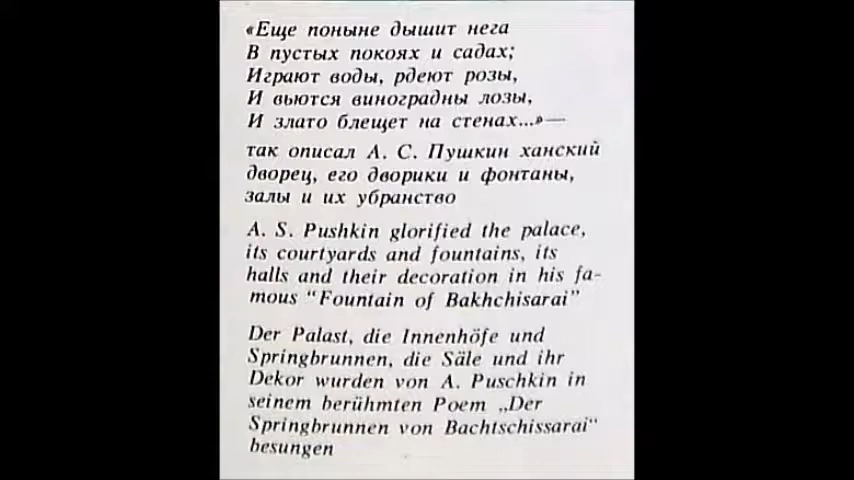 «Еще поныне дышит нега
В пустых покоях и садах;
Играют воды, рдеют розы,
И вьются виноградны лозы,
И злато блещет на стенах...»—
так описал А. С. Пушкин ханский
дворец, его дворики и фонтаны,
залы и их убранство
A. S. Pushkin glorified the palace,
its courtyards and fountains, its
halls and their decoration in his fa-
mous “Fountain of Bakhchisarai”
Der Palast, die Innenhöfe und
Springbrunnen, die Säle und ihr
Dekor wurden von A. Puschkin in
seinem berühmten Poem „Der
Springbrunnen von Bachtschissarai“
besungen